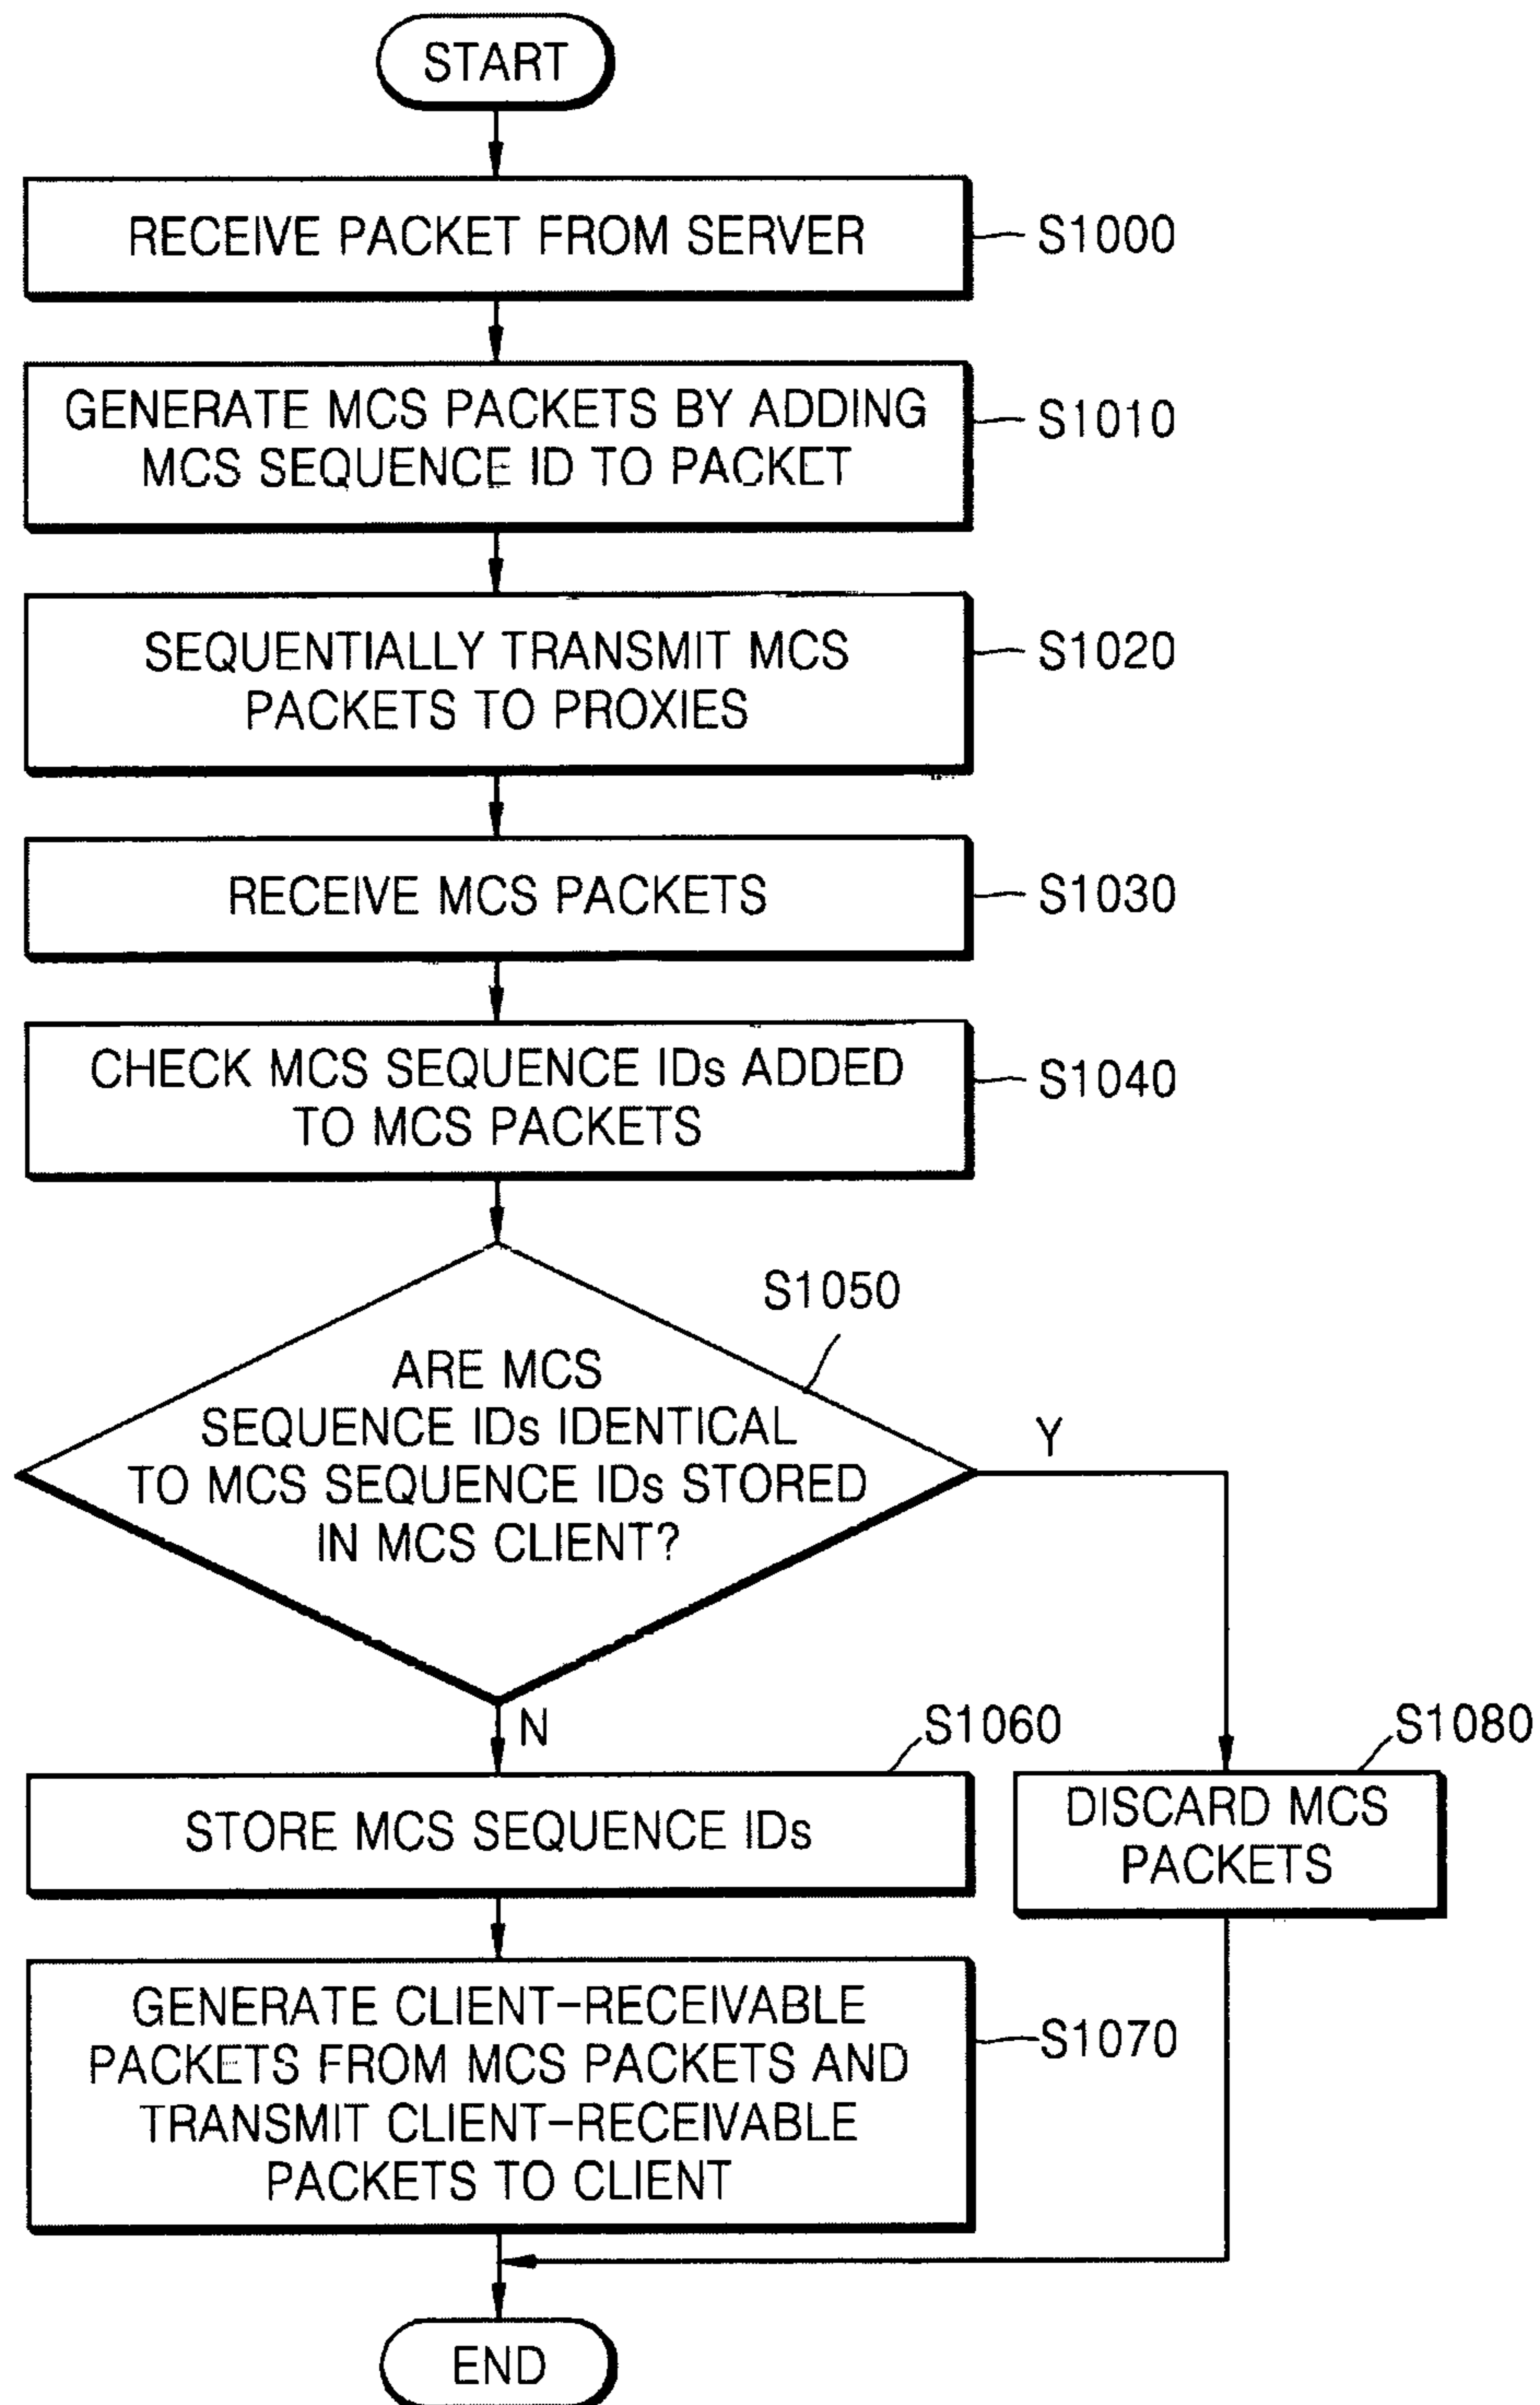 START
RECEIVE PACKET FROM SERVER
S1000
GENERATE MCS PACKETS BY ADDING
MCS SEQUENCE ID TO PACKET
S1010
SEQUENTIALLY TRANSMIT MCS
PACKETS TO PROXIES
S1020
RECEIVE MCS PACKETS
S1030
CHECK MCS SEQUENCE IDs ADDED
TO MCS PACKETS
S1040
S1050
ARE MCS
SEQUENCE IDs IDENTICAL
TO MCS SEQUENCE IDs STORED
IN MCS CLIENT?
Y
N
S1060
STORE MCS SEQUENCE IDs
S1080
DISCARD MCS
PACKETS
GENERATE CLIENT-RECEIVABLE
PACKETS FROM MCS PACKETS AND
TRANSMIT CLIENT-RECEIVABLE
PACKETS TO CLIENT
S1070
END